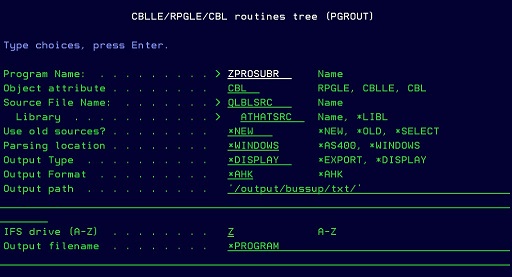 CBLLE/RPGLE/CBL routines tree (PGROUT)
Type choices, press Enter.
Program Name:  . . . . . . . . . > ZPROSUBR      Name
Object attribute . . . . . . . .   CBL           RPGLE, CBLLE, CBL
Source File Name:  . . . . . . . > QLBLSRC       Name
  Library  . . . . . . . . . . . >   ATHATSRC    Name, *LIBL
Use old sources? . . . . . . . .   *NEW          *NEW, *OLD, *SELECT
Parsing location . . . . . . . .   *WINDOWS      *AS400, *WINDOWS
Output Type  . . . . . . . . . .   *DISPLAY      *EXPORT, *DISPLAY
Output Format  . . . . . . . . .   *AHK          *AHK
Output path  . . . . . . . . . .   '/output/bussup/txt/'
IFS drive (A-Z)  . . . . . . . .   Z             A-Z
Output filename  . . . . . . . .   *PROGRAM